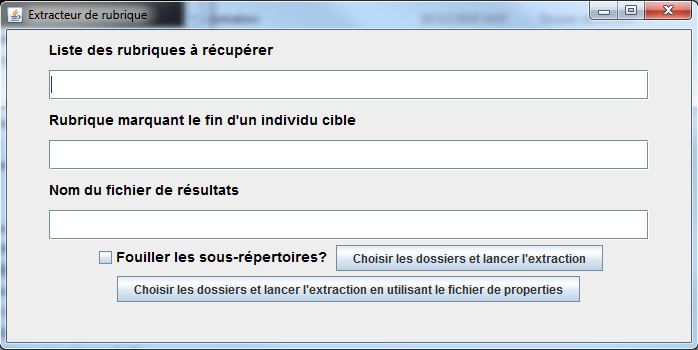 Extracteur de rubrique
Liste des rubriques à récupérer
Rubrique marquant le fin d'un individu cible
Nom du fichier de résultats
Fouiller les sous-répertoires? Choisir les dossiers et lancer l'extraction
Choisir les dossiers et lancer l'extraction en utilisant le fichier de properties